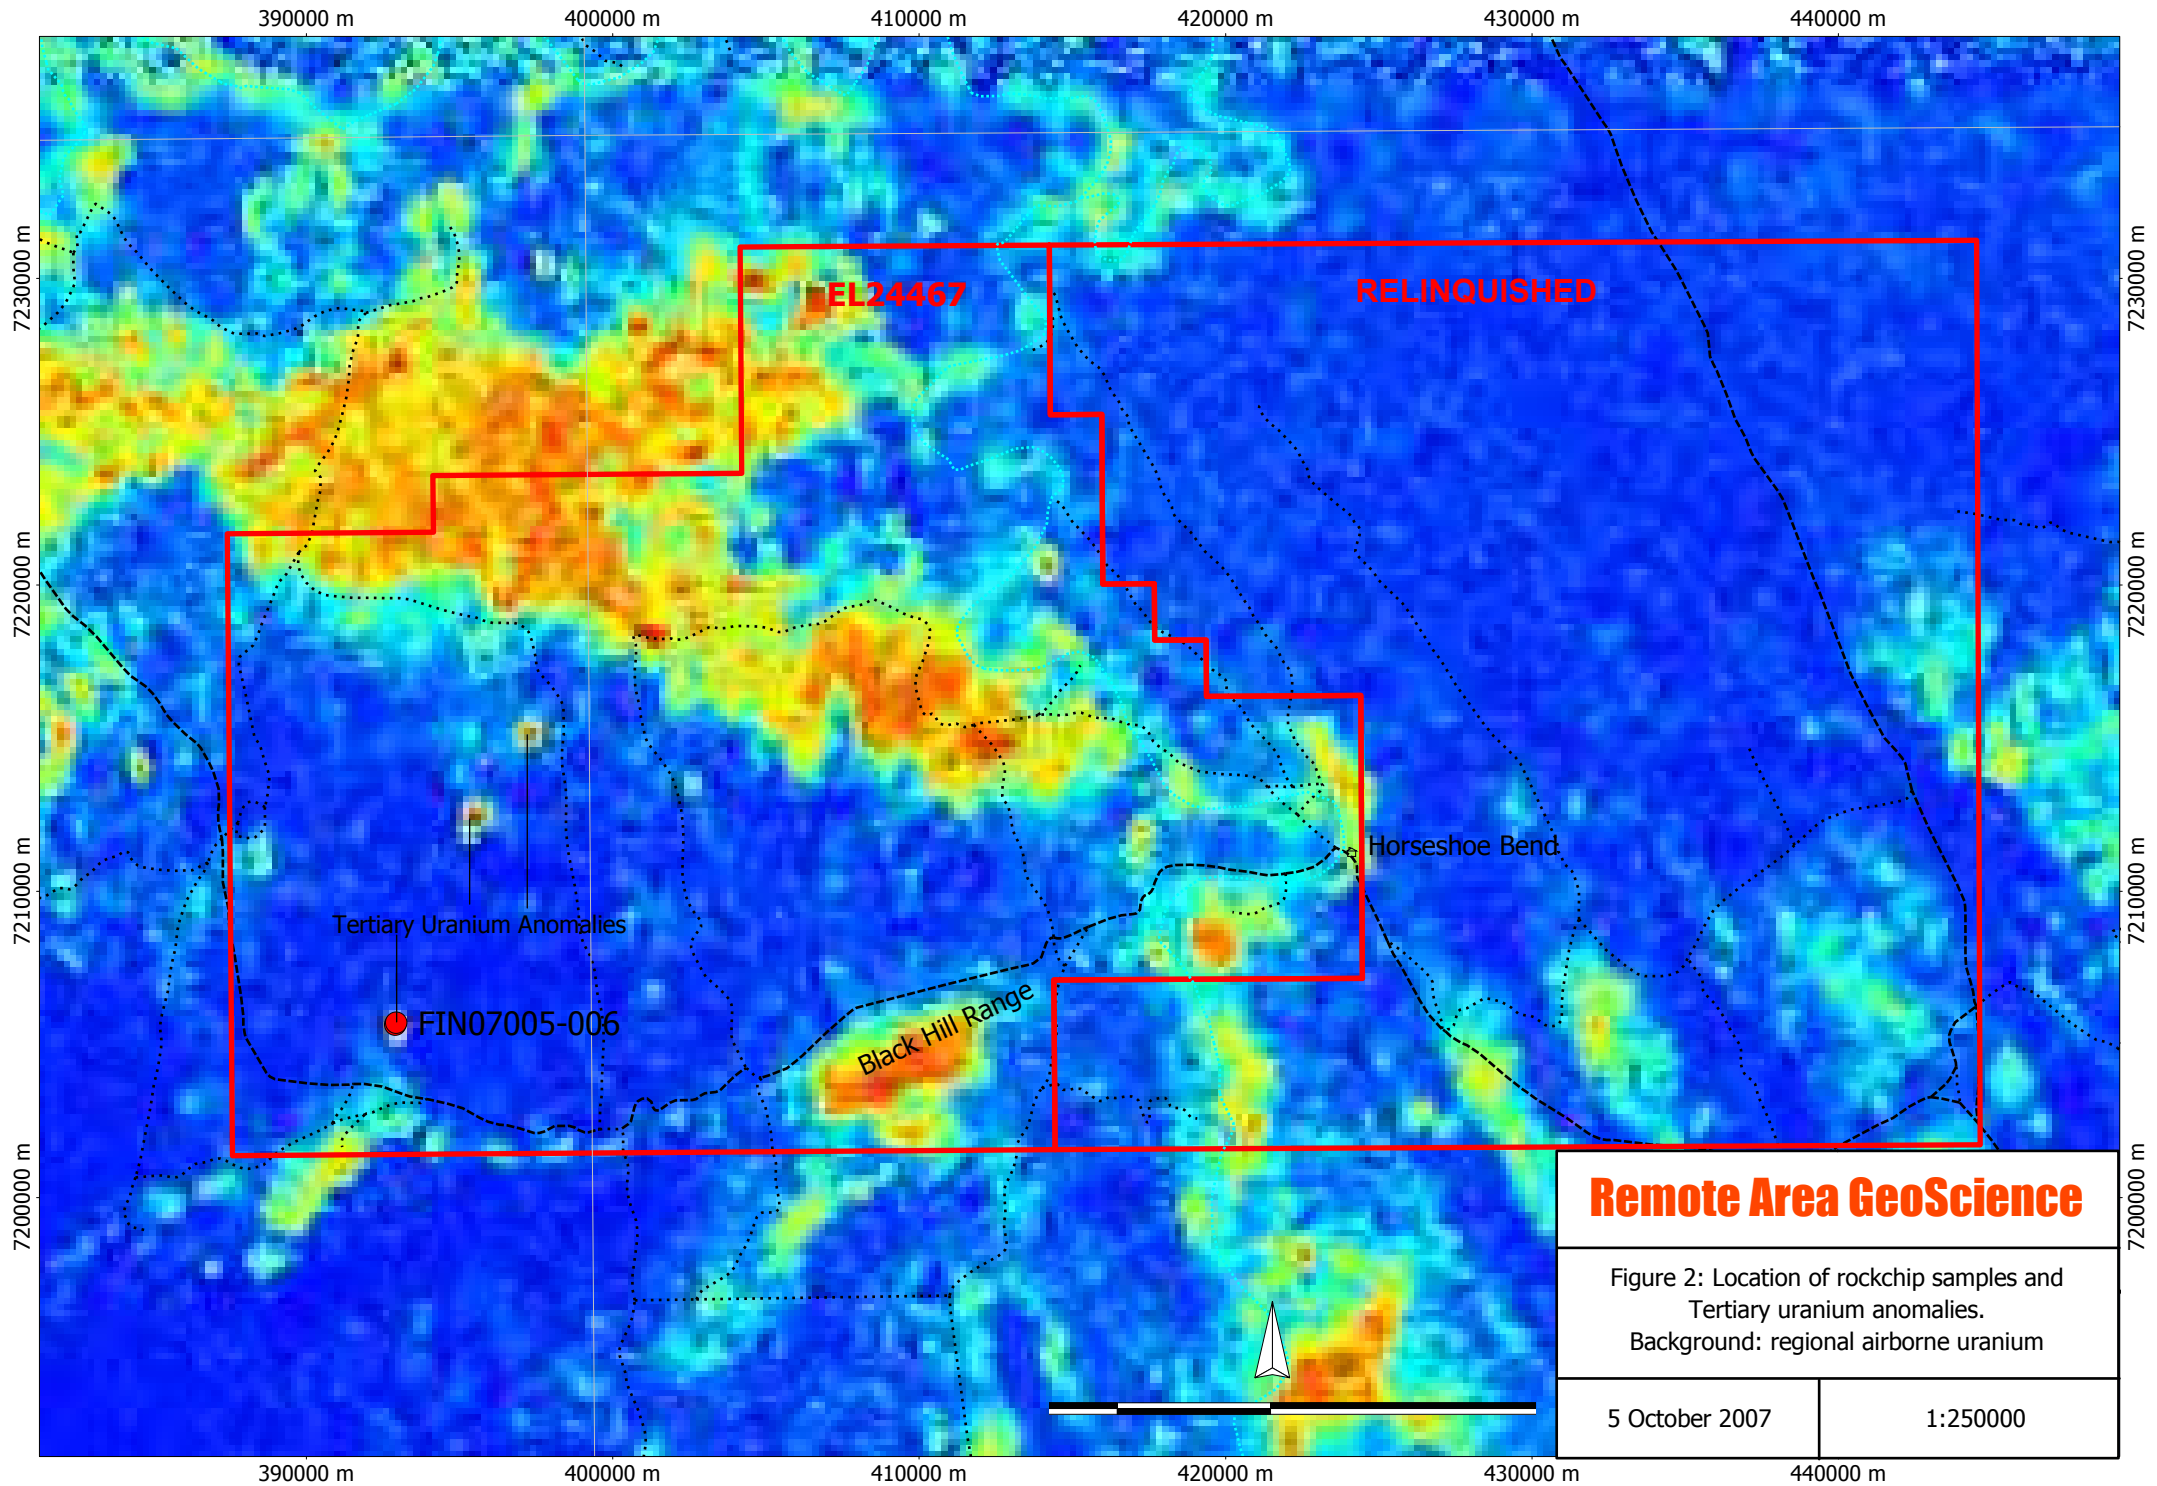 390000 m 400000 m 410000 m 420000 m 430000 m 440000 m
7230000 m
7230000 m
EL24467
RELINQUISHED
7220000 m
7220000 m
Horseshoe Bend
7210000 m
7210000 m
Tertiary Uranium Anomalies
FIN07005-006
Black Hill Range
7200000 m
7200000 m
Remote Area GeoScience
Figure 2: Location of rockchip samples and
Tertiary uranium anomalies.
Background: regional airborne uranium
5 October 2007
1:250000
390000 m 400000 m 410000 m 420000 m 430000 m 440000 m